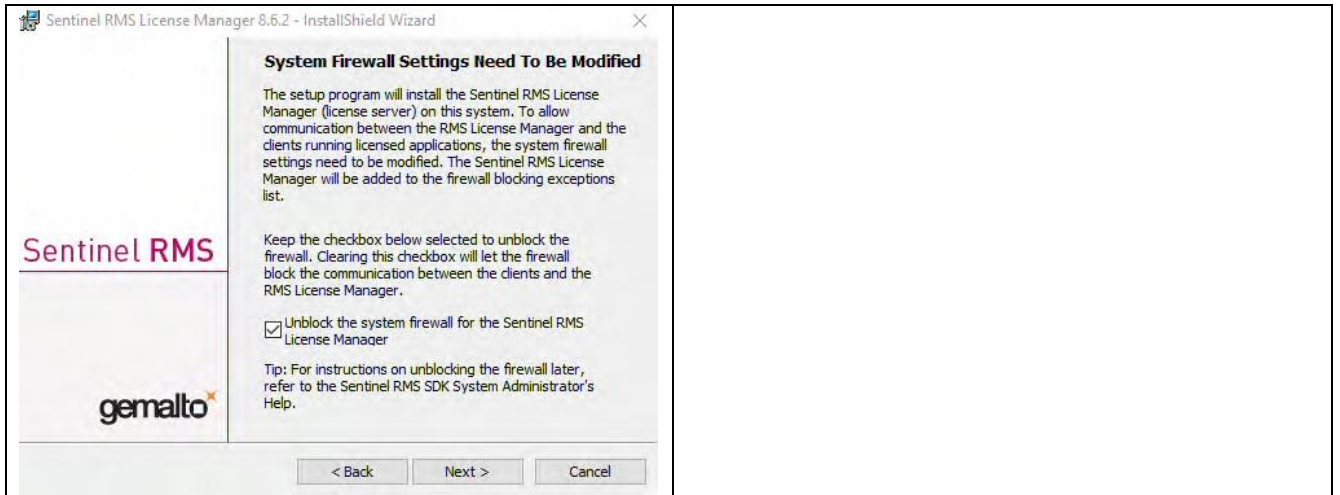 Sentinel RMS License Manager 8.6.2 - InstallShield Wizard
System Firewall Settings Need To Be Modified
The setup program will install the Sentinel RMS License
Manager (license server) on this system. To allow
communication between the RMS License Manager and the
clients running licensed applications, the system firewall
settings need to be modified. The Sentinel RMS License
Manager will be added to the firewall blocking exceptions
list.
Keep the checkbox below selected to unblock the
firewall. Clearing this checkbox will let the firewall
block the communication between the clients and the
RMS License Manager.
Unblock the system firewall for the Sentinel RMS
License Manager
Tip: For instructions on unblocking the firewall later,
refer to the Sentinel RMS SDK System Administrator's
Help.
Sentinel RMS
gemalto
< Back
Next >
Cancel